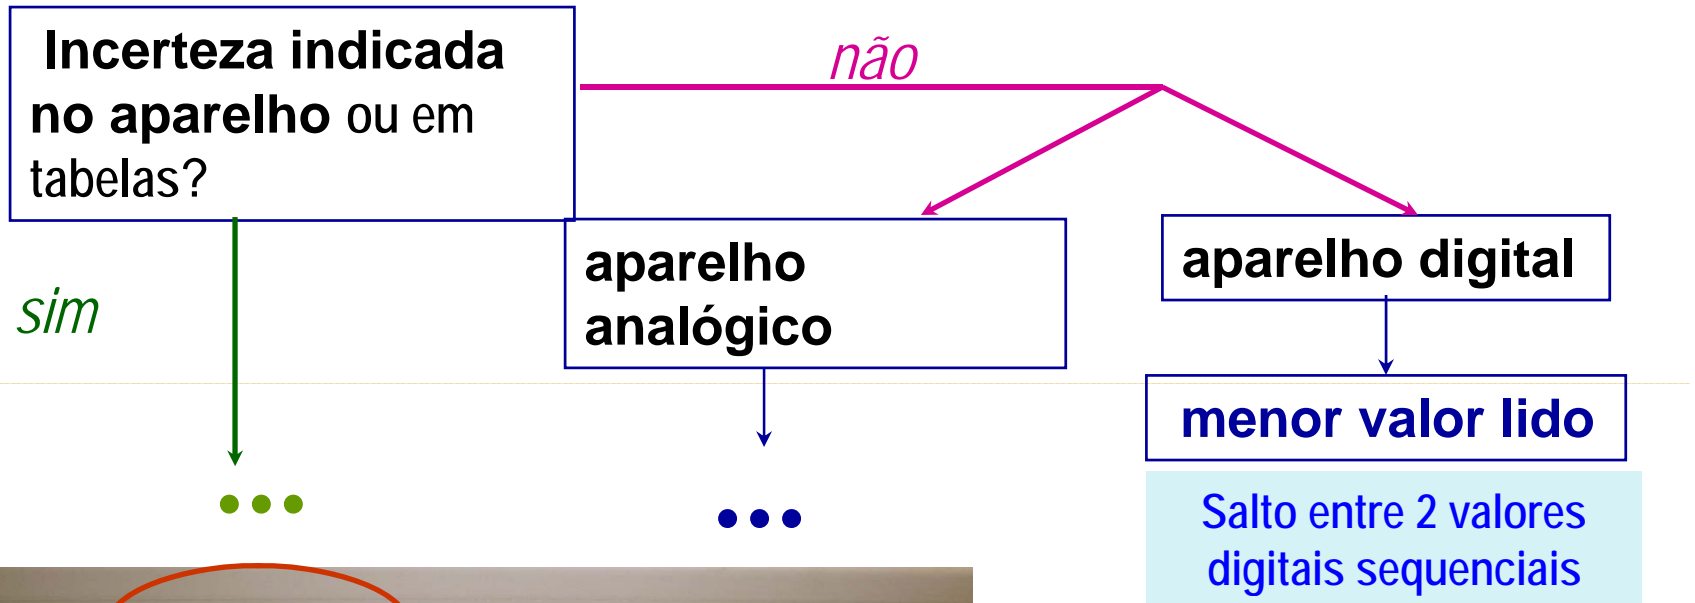 Incerteza indicada
no aparelho ou em
tabelas?
não
sim
aparelho
analógico
aparelho digital
menor valor lido
Salto entre 2 valores
digitais sequenciais